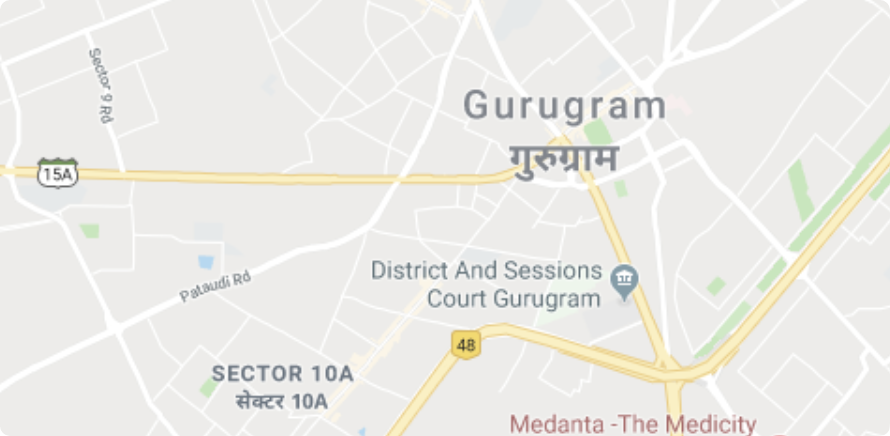 Sector 9 Rd
Gurugram
गुरुग्राम
15A
District And Sessions
Court Gurugram
Pataudi Rd
48
SECTOR 10A
सेक्टर 10A
Medanta -The Medicity